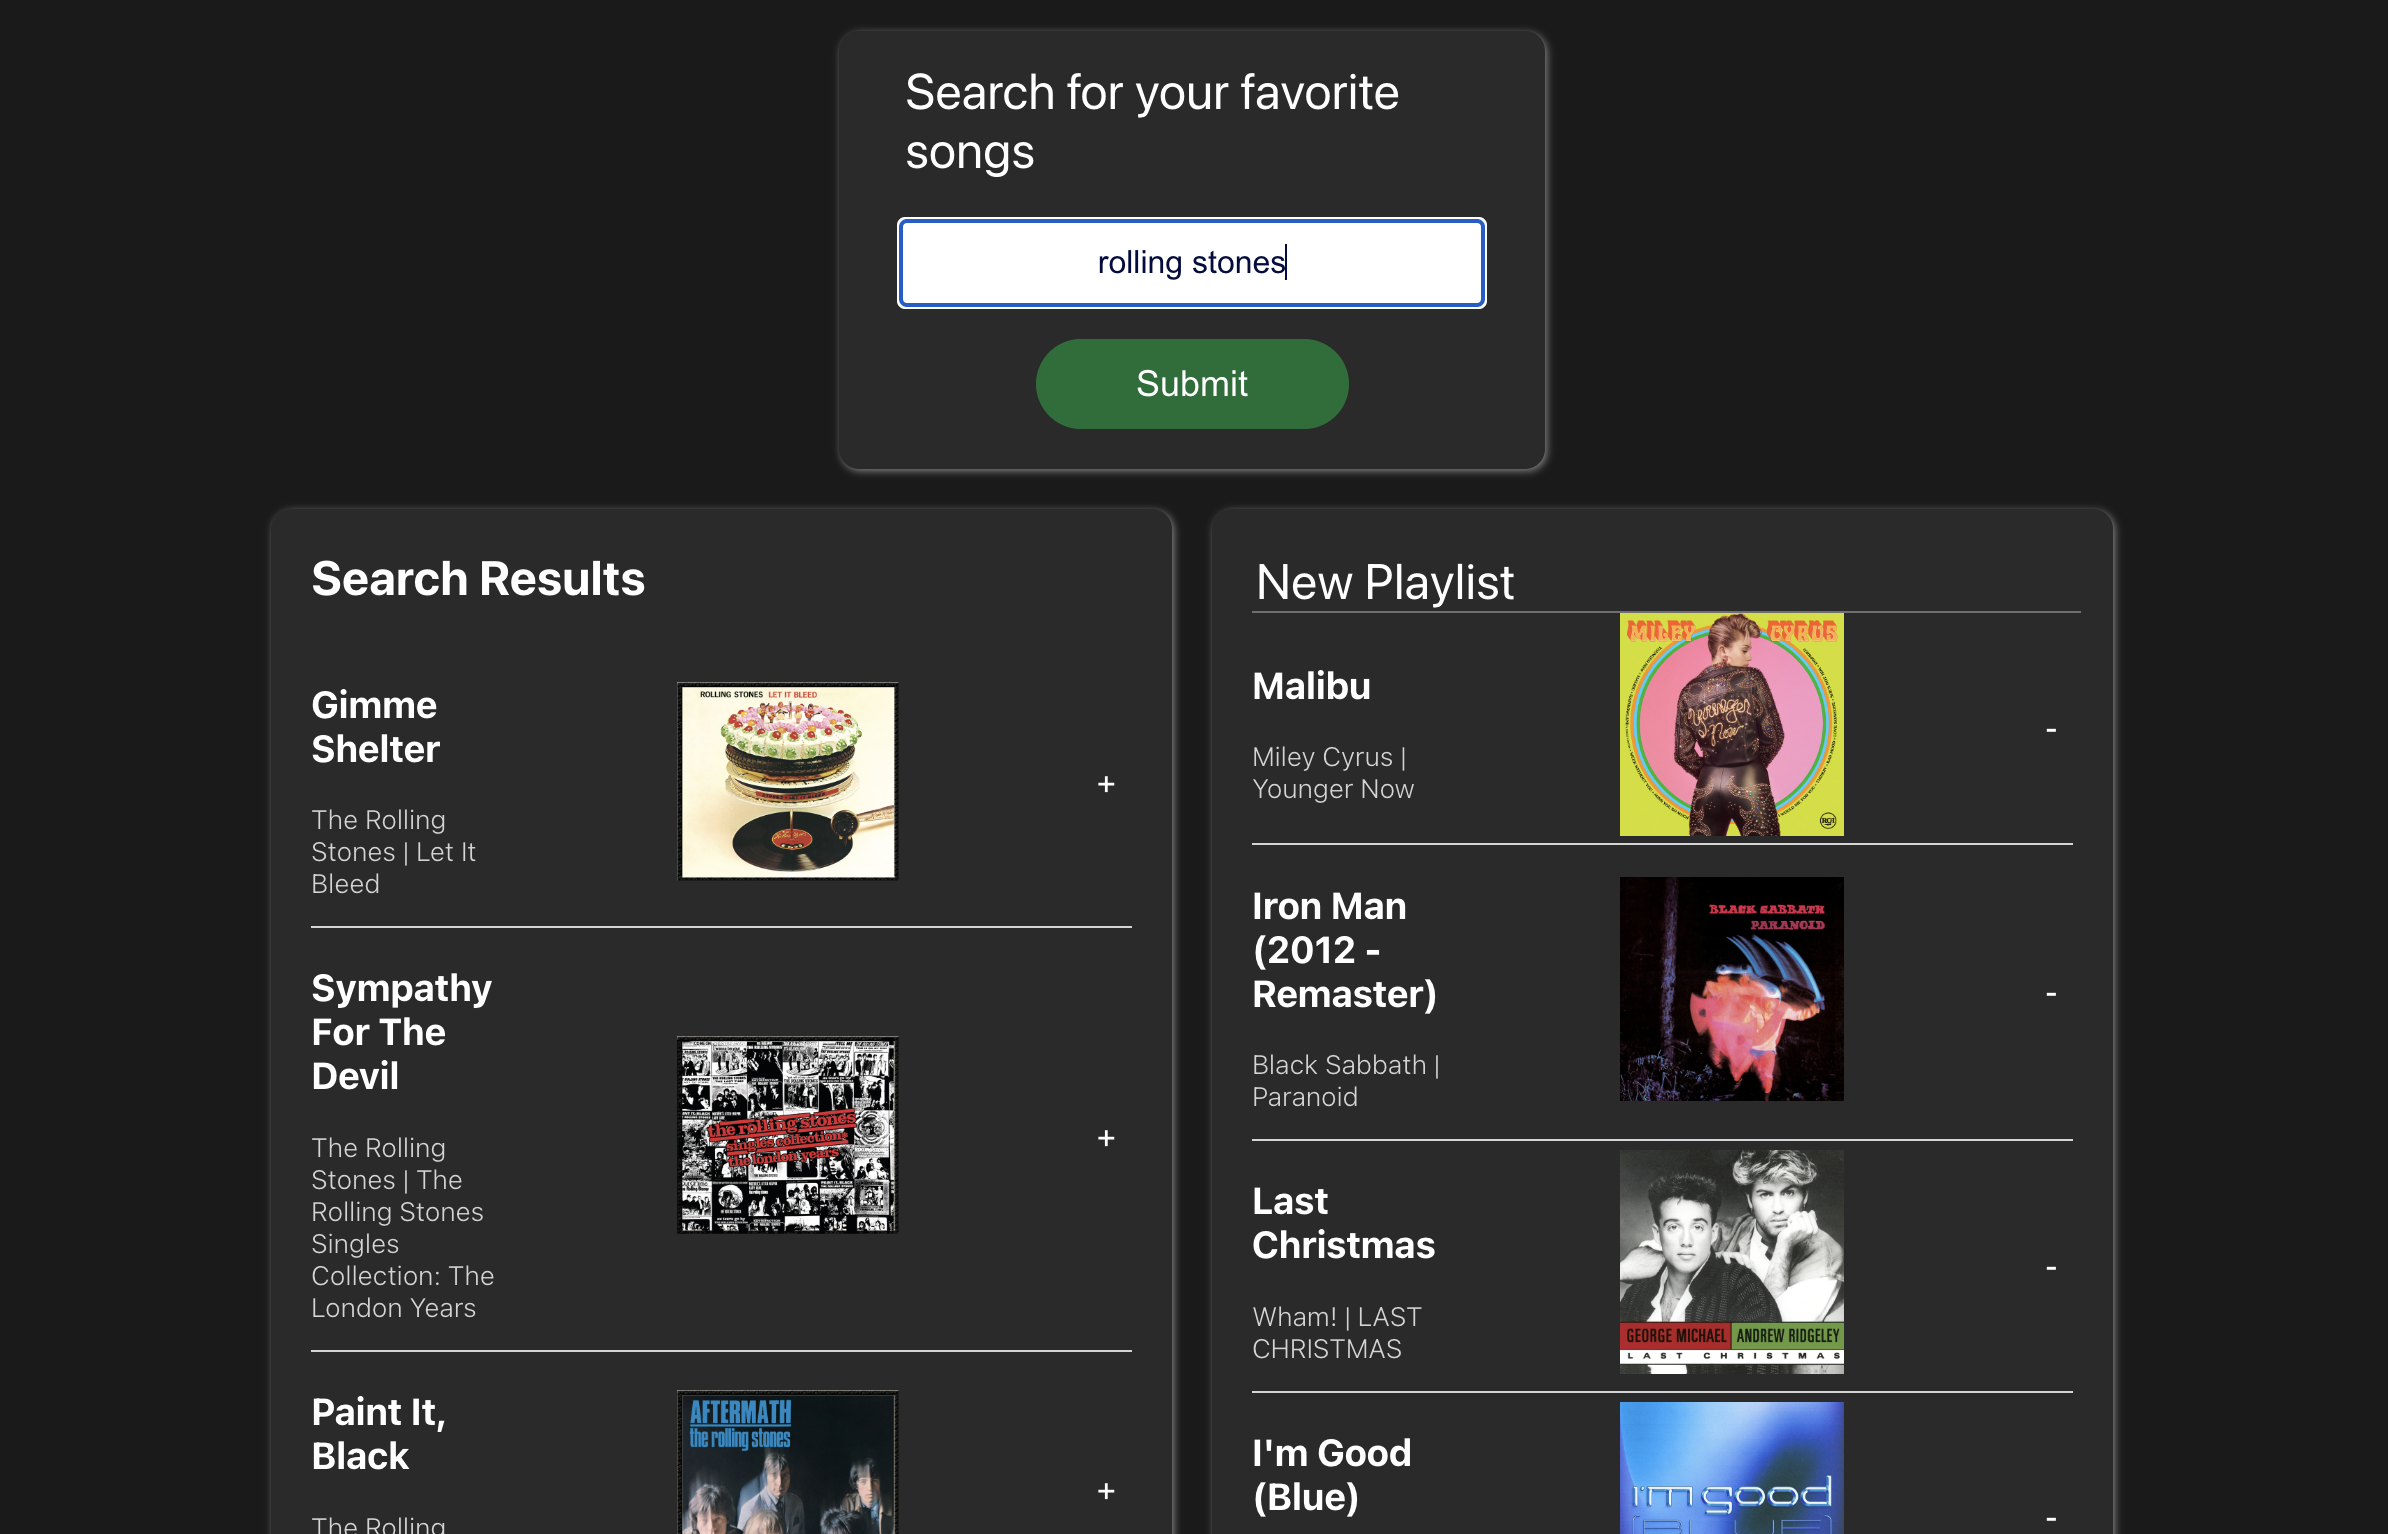 Search for your favorite
songs
rolling stones
Submit
Search Results
Gimme
Shelter
The Rolling
Stones | Let It
Bleed
ROLLING STONES LET IT BLEED
+
Sympathy
For The
Devil
The Rolling
Stones | The
Rolling Stones
Singles
Collection: The
London Years
the rolling stones
singles collection*
the london years
+
Paint It,
Black
The Rolling
AFTERMATH
the rolling stones
+
New Playlist
Malibu
Miley Cyrus |
Younger Now
MILEY CYRUS
Younger
Now
RCA
-
Iron Man
(2012 -
Remaster)
Black Sabbath |
Paranoid
BLACK SABBATH
PARANOID
-
Last
Christmas
Wham! | LAST
CHRISTMAS
GEORGE MICHAEL ANDREW RIDGELEY
LAST CHRISTMAS
-
I'm Good
(Blue)
i'm good
(BLUE)
-